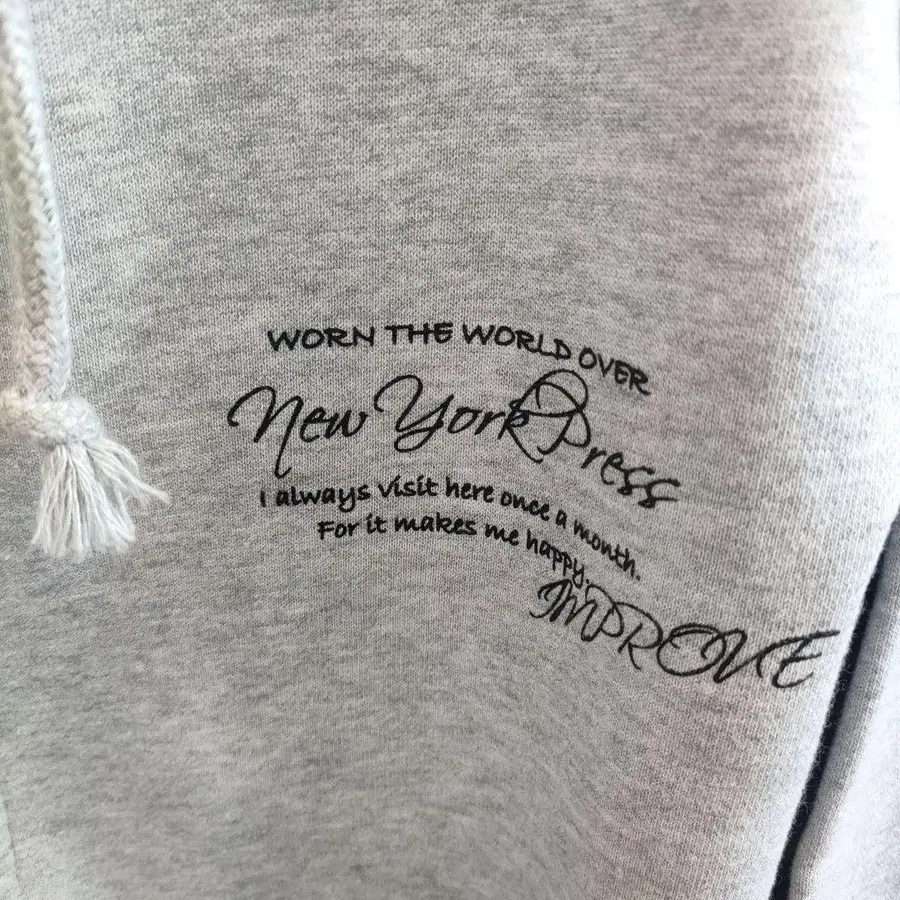 WORN THE WORLD OVER
New York Press
I always visit here once a month.
For it makes me happy.
IMPROVE